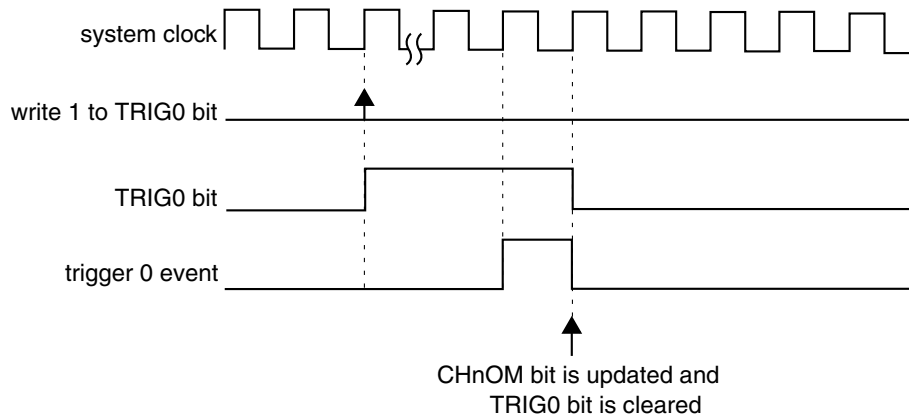 system clock
write 1 to TRIG0 bit
TRIG0 bit
trigger 0 event
CHnOM bit is updated and
TRIG0 bit is cleared